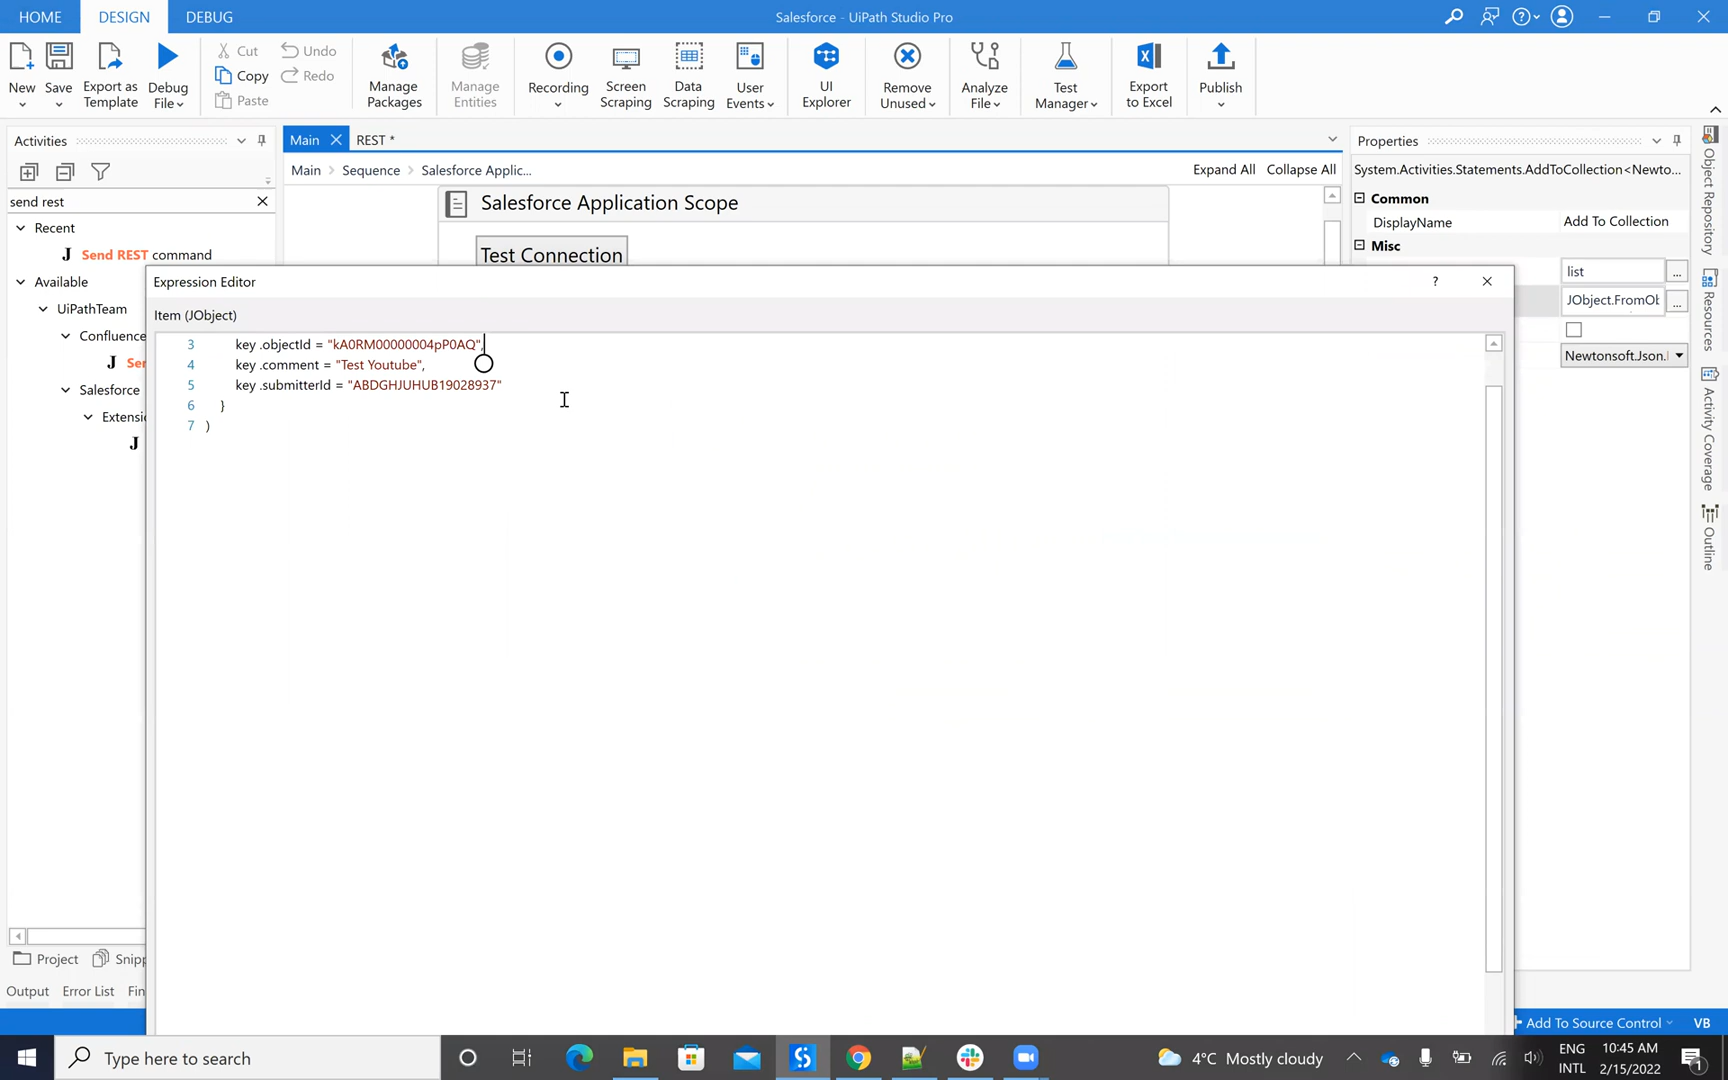 HOME DESIGN DEBUG Salesforce - UiPath Studio Pro
New Save Export as Template Debug File Cut Copy Paste Undo Redo Manage Packages Manage Entities Recording Screen Scraping Data Scraping User Events UI Explorer Remove Unused Analyze File Test Manager Export to Excel Publish
Activities
send rest
Recent
J Send REST command
Available
UiPathTeam
Confluence
Sen
Salesforce
Extensio
J
Main REST *
Main > Sequence > Salesforce Applic... Expand All Collapse All
Salesforce Application Scope
Test Connection
Expression Editor ?
Item (JObject)
3 key .objectId = "kA0RM00000004pP0AQ",
4 key .comment = "Test Youtube",
5 key .submitterId = "ABDGHJUHUB19028937"
6 }
7 )
Properties
System.Activities.Statements.AddToCollection<Newto...
Common
DisplayName Add To Collection
Misc
list ...
JObject.FromOb ...
Newtonsoft.Json.
Object Repository
Resources
Activity Coverage
Outline
Project Snipp
Output Error List Fin
Add To Source Control VB
Type here to search
4°C Mostly cloudy
ENG
INTL
10:45 AM
2/15/2022
1